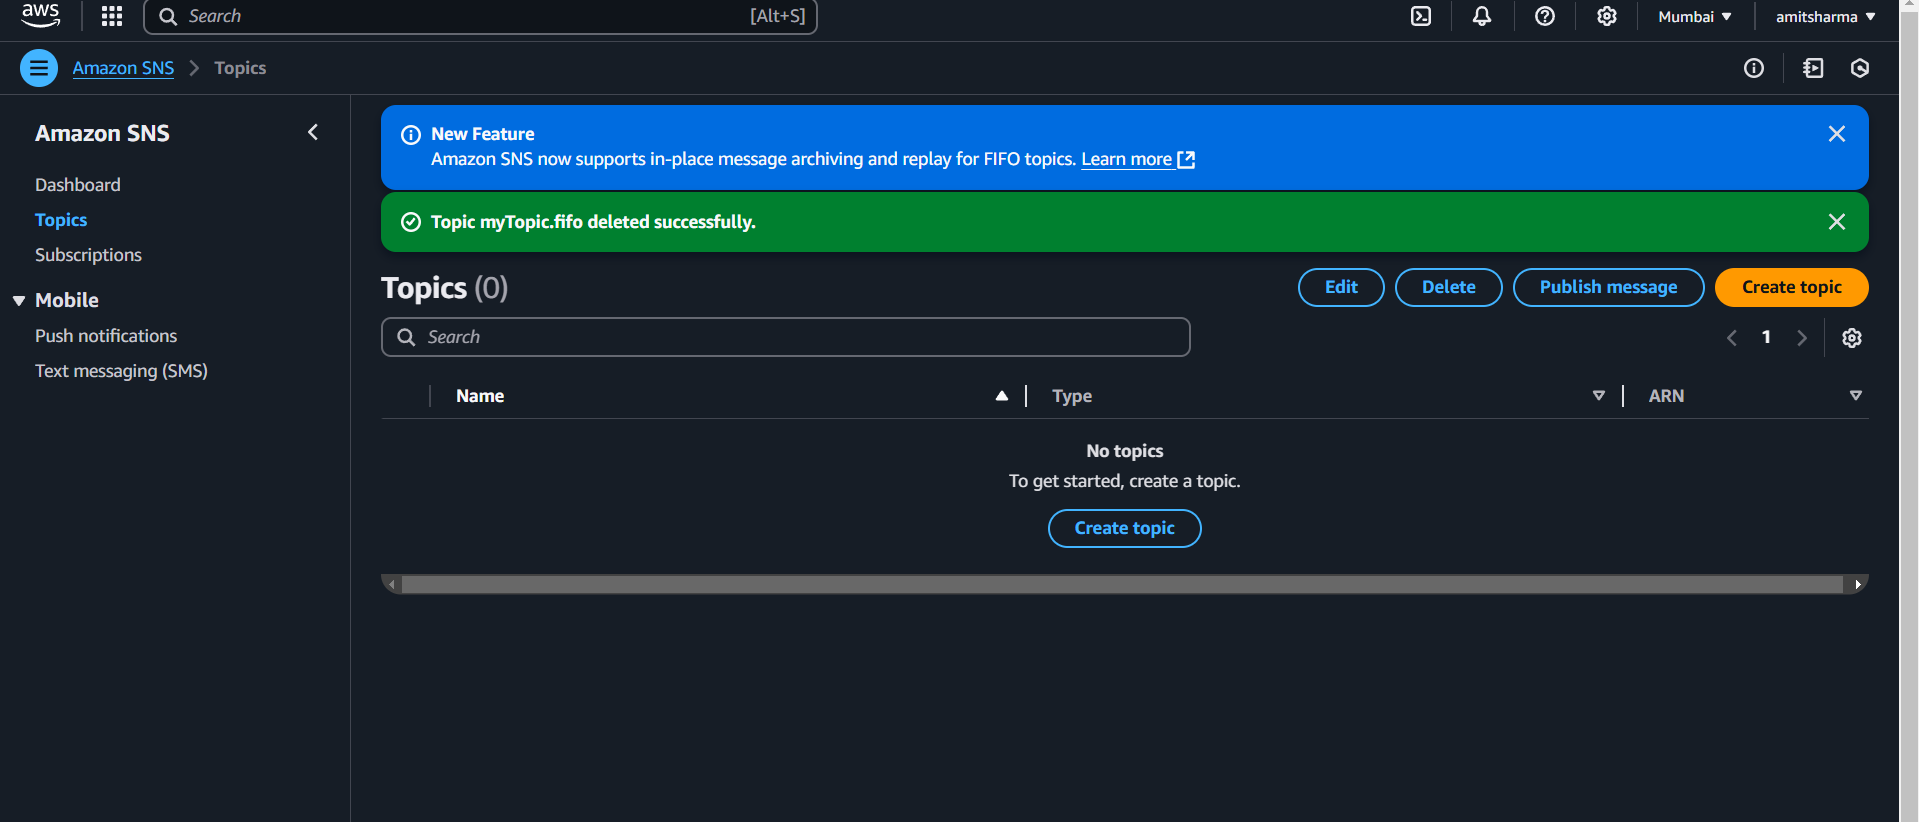 aws
Search [Alt+S]
Mumbai
amitsharma
Amazon SNS
Topics
Amazon SNS
Dashboard
Topics
Subscriptions
Mobile
Push notifications
Text messaging (SMS)
New Feature
Amazon SNS now supports in-place message archiving and replay for FIFO topics. Learn more
Topic myTopic.fifo deleted successfully.
Topics (0)
Edit
Delete
Publish message
Create topic
Search
1
Name
Type
ARN
No topics
To get started, create a topic.
Create topic